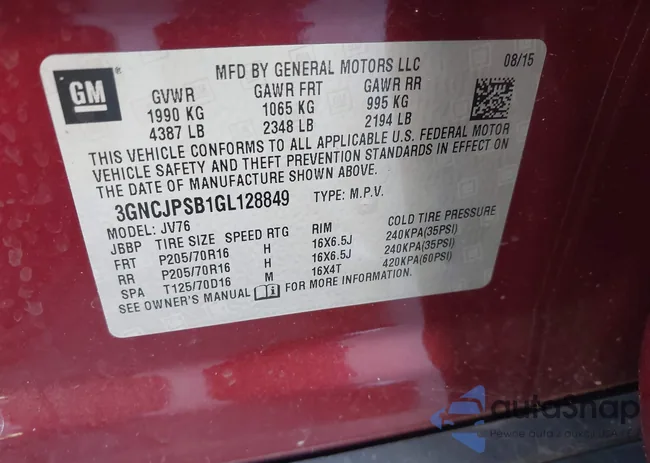 GM
MFD BY GENERAL MOTORS LLC 08/15
GVWR GAWR FRT GAWR RR
1990 KG 1065 KG 995 KG
4387 LB 2348 LB 2194 LB
THIS VEHICLE CONFORMS TO ALL APPLICABLE U.S. FEDERAL MOTOR
VEHICLE SAFETY AND THEFT PREVENTION STANDARDS IN EFFECT ON
THE DATE OF MANUFACTURE SHOWN ABOVE.
3GNCJPSB1GL128849 TYPE: M.P.V.
MODEL: JV76
JBBP TIRE SIZE SPEED RTG RIM COLD TIRE PRESSURE
FRT P205/70R16 H 16X6.5J 240KPA(35PSI)
RR P205/70R16 H 16X6.5J 240KPA(35PSI)
SPA T125/70D16 M 16X4T 420KPA(60PSI)
SEE OWNER'S MANUAL FOR MORE INFORMATION.
autoSnap